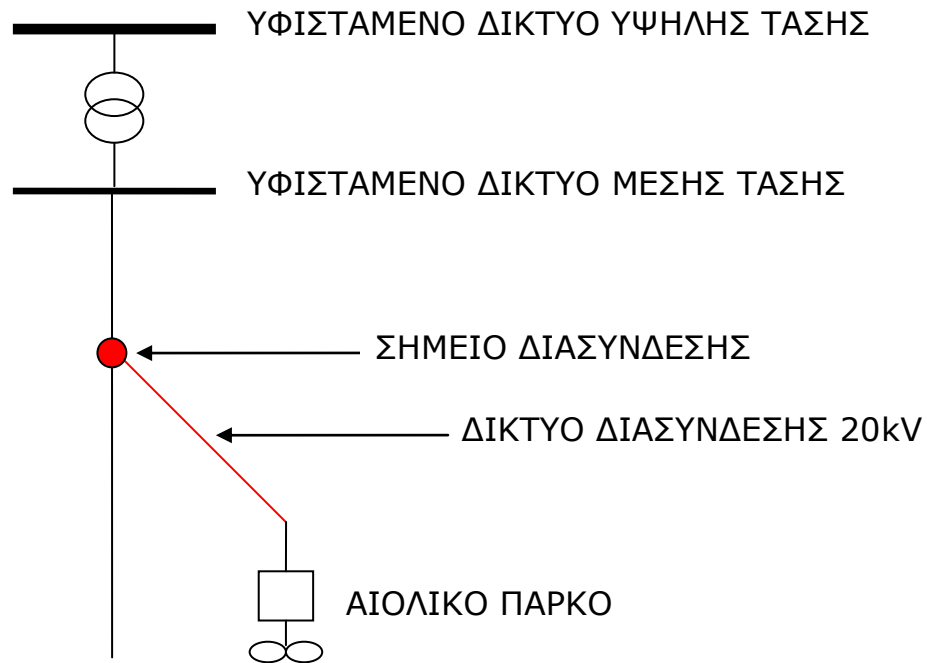 ΥΦΙΣΤΑΜΕΝΟ ΔΙΚΤΥΟ ΥΨΗΛΗΣ ΤΑΣΗΣ
ΥΦΙΣΤΑΜΕΝΟ ΔΙΚΤΥΟ ΜΕΣΗΣ ΤΑΣΗΣ
ΣΗΜΕΙΟ ΔΙΑΣΥΝΔΕΣΗΣ
ΔΙΚΤΥΟ ΔΙΑΣΥΝΔΕΣΗΣ 20kV
ΑΙΟΛΙΚΟ ΠΑΡΚΟ